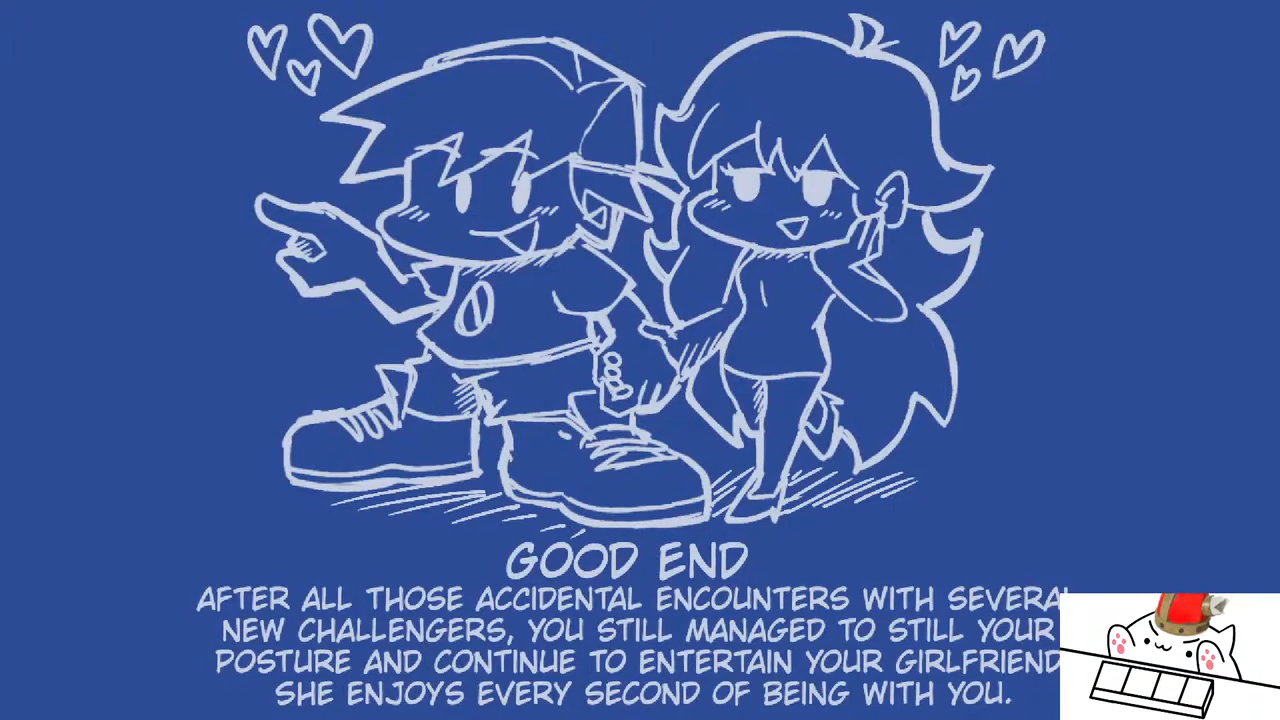 GOOD END
AFTER ALL THOSE ACCIDENTAL ENCOUNTERS WITH SEVERAL
NEW CHALLENGERS, YOU STILL MANAGED TO STILL YOUR
POSTURE AND CONTINUE TO ENTERTAIN YOUR GIRLFRIEND
SHE ENJOYS EVERY SECOND OF BEING WITH YOU.